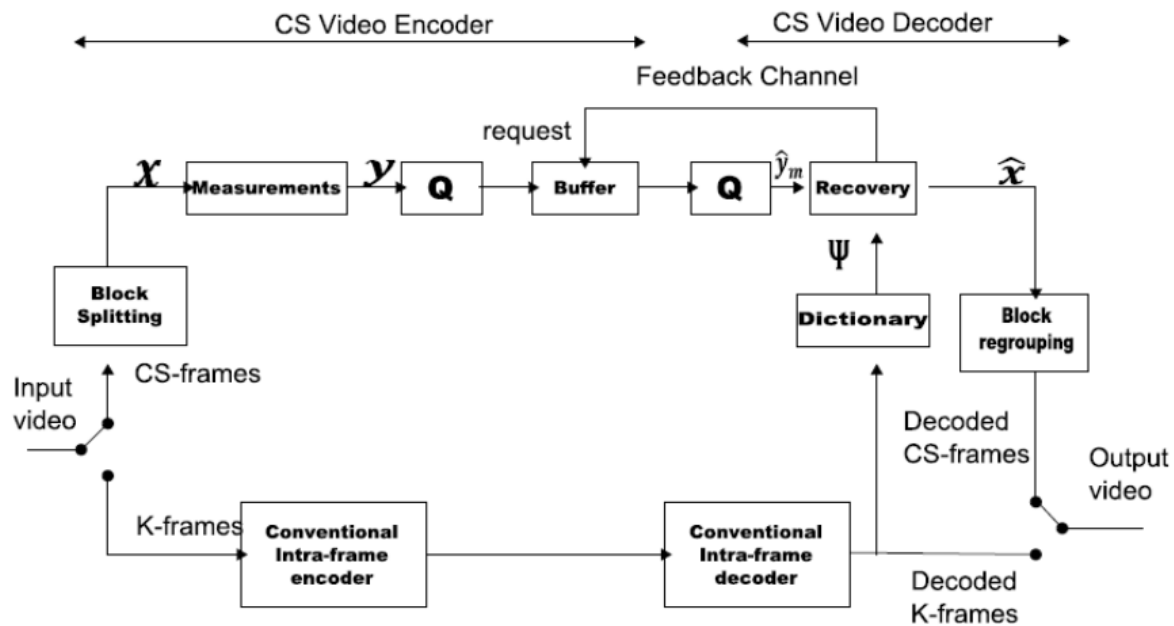 CS Video Encoder
CS Video Decoder
Feedback Channel
request
x
Measurements
y
Q
Buffer
Q
ŷₘ
Recovery
x̂
Ψ
Block
Splitting
Dictionary
Block
regrouping
CS-frames
Input
video
Decoded
CS-frames
Output
video
K-frames
Conventional
Intra-frame
encoder
Conventional
Intra-frame
decoder
Decoded
K-frames